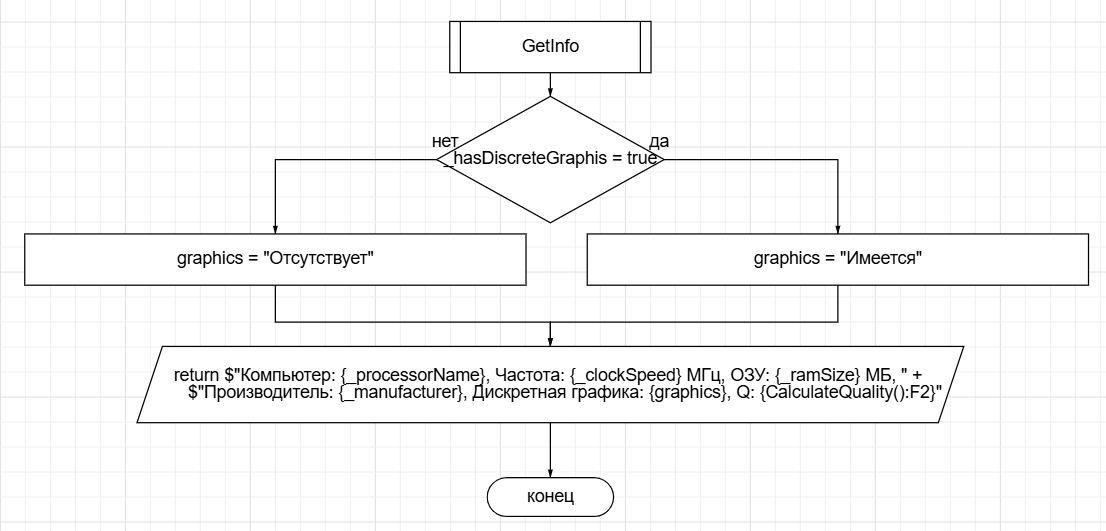 GetInfo
нет
да
_hasDiscreteGraphis = true
graphics = "Отсутствует"
graphics = "Имеется"
return $"Компьютер: {_processorName}, Частота: {_clockSpeed} МГц, ОЗУ: {_ramSize} МБ, " +
$"Производитель: {_manufacturer}, Дискретная графика: {graphics}, Q: {CalculateQuality():F2}"
конец